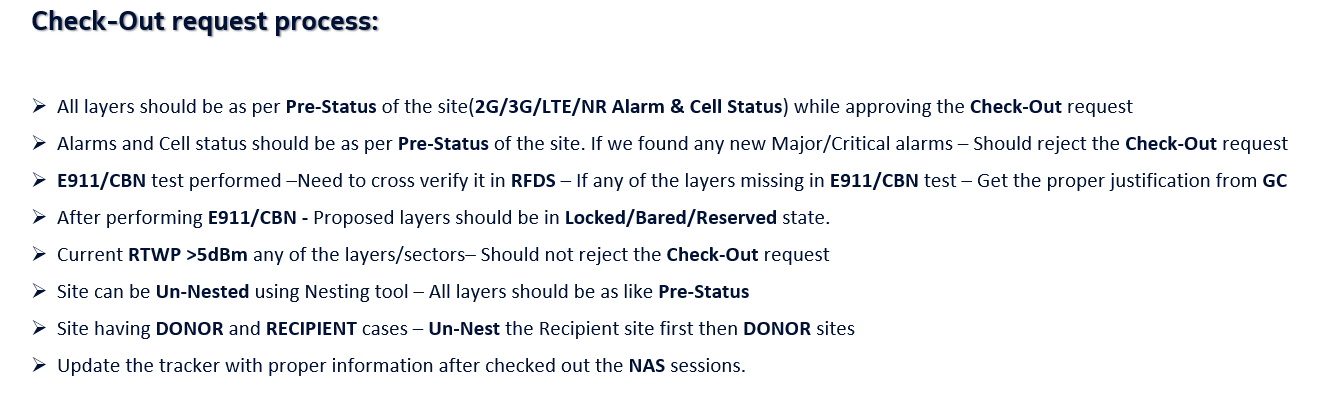 Check-Out request process:
➢ All layers should be as per Pre-Status of the site(2G/3G/LTE/NR Alarm & Cell Status) while approving the Check-Out request
➢ Alarms and Cell status should be as per Pre-Status of the site. If we found any new Major/Critical alarms – Should reject the Check-Out request
➢ E911/CBN test performed –Need to cross verify it in RFDS – If any of the layers missing in E911/CBN test – Get the proper justification from GC
➢ After performing E911/CBN - Proposed layers should be in Locked/Bared/Reserved state.
➢ Current RTWP >5dBm any of the layers/sectors– Should not reject the Check-Out request
➢ Site can be Un-Nested using Nesting tool – All layers should be as like Pre-Status
➢ Site having DONOR and RECIPIENT cases – Un-Nest the Recipient site first then DONOR sites
➢ Update the tracker with proper information after checked out the NAS sessions.